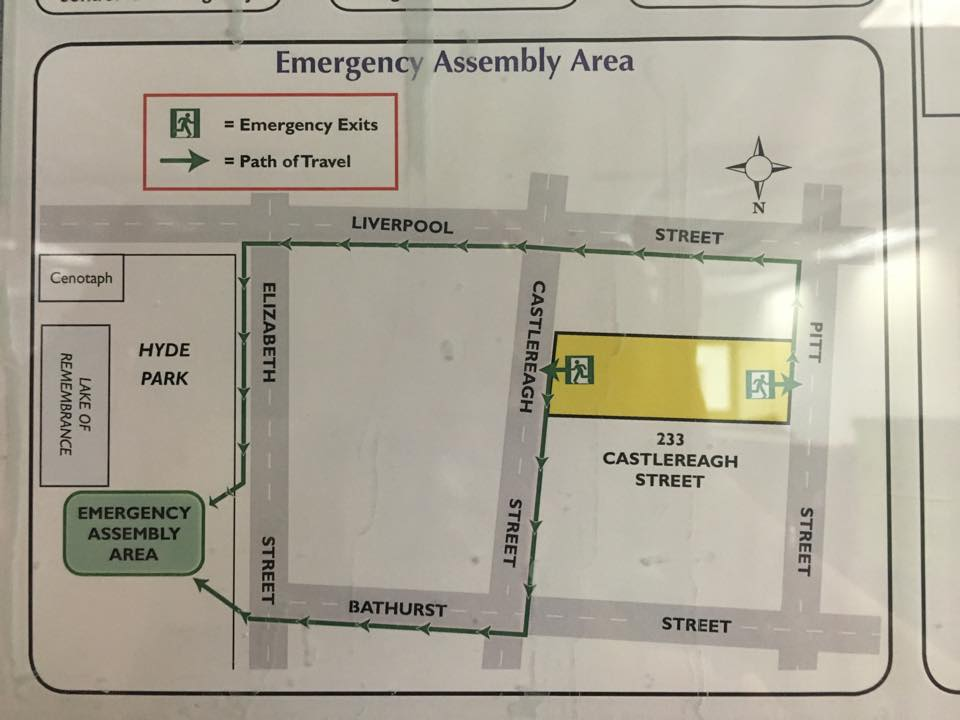 Emergency Assembly Area
= Emergency Exits
= Path of Travel
N
LIVERPOOL STREET
Cenotaph
HYDE
PARK
LAKE OF
REMEMBRANCE
ELIZABETH STREET
CASTLEREAGH STREET
PITT STREET
233
CASTLEREAGH
STREET
EMERGENCY
ASSEMBLY
AREA
BATHURST STREET